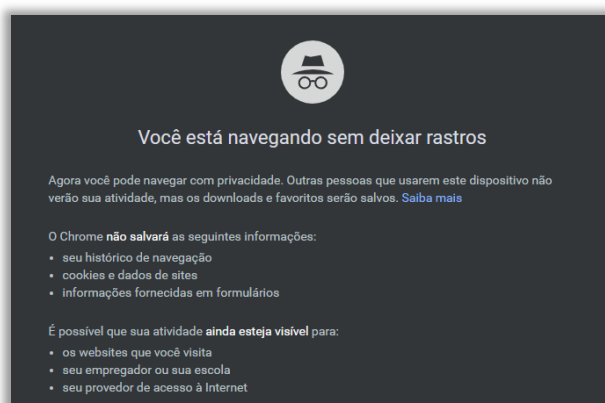 Você está navegando sem deixar rastros
Agora você pode navegar com privacidade. Outras pessoas que usarem este dispositivo não
verão sua atividade, mas os downloads e favoritos serão salvos. Saiba mais
O Chrome não salvará as seguintes informações:
• seu histórico de navegação
• cookies e dados de sites
• informações fornecidas em formulários
É possível que sua atividade ainda esteja visível para:
• os websites que você visita
• seu empregador ou sua escola
• seu provedor de acesso à Internet